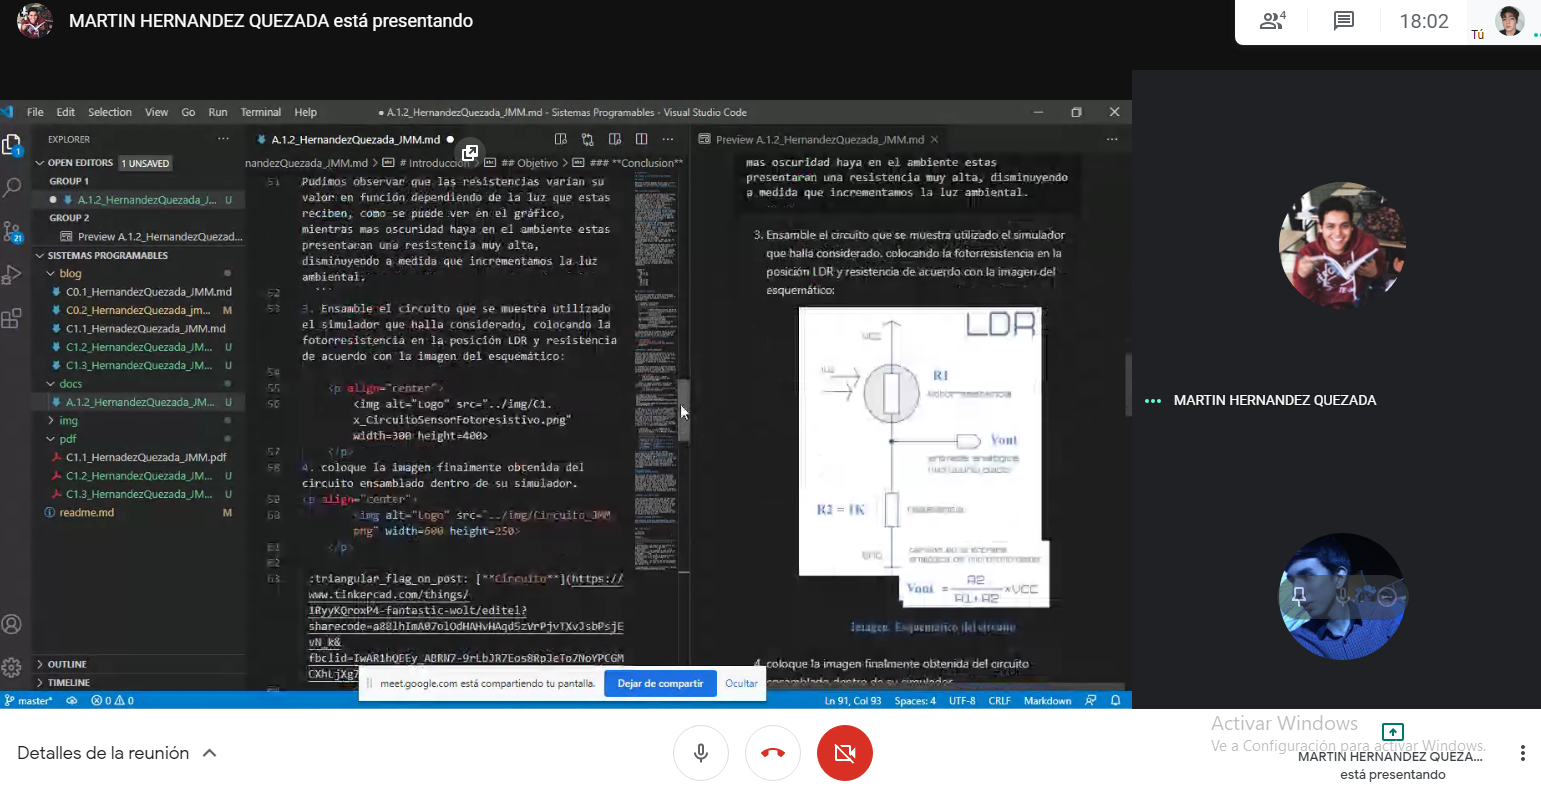 MARTIN HERNANDEZ QUEZADA está presentando
4
18:02
Tú
File Edit Selection View Go Run Terminal Help
● A.1.2_HernandezQuezada_JMM.md - Sistemas Programables - Visual Studio Code
EXPLORER
OPEN EDITORS 1 UNSAVED
GROUP 1
A.1.2_HernandezQuezada_J... U
GROUP 2
Preview A.1.2_HernandezQuezad...
SISTEMAS PROGRAMABLES
blog
C0.1_HernandezQuezada_JMM.md
C0.2_HernandezQuezada_jm... M
C1.1_HernadezQuezada_JMM.md
C1.2_HernandezQuezada_JM... U
C1.3_HernandezQuezada_JM... U
docs
A.1.2_HernandezQuezada_JM... U
img
pdf
C1.1_HernadezQuezada_JMM.pdf
C1.2_HernandezQuezada_JM... U
C1.3_HernandezQuezada_JM... U
readme.md M
OUTLINE
TIMELINE
1
21
A.1.2_HernandezQuezada_JMM.md ●
nandezQuezada_JMM.md > # Introducción > ## Objetivo > ### **Conclusion**
51 Pudimos observar que las resistencias varian su
valor en función dependiendo de la luz que estas
reciben, como se puede ver en el gráfico,
mientras mas oscuridad haya en el ambiente estas
presentaran una resistencia muy alta,
disminuyendo a medida que incrementamos la luz
ambiental.
52
53 3. Ensamble el circuito que se muestra utilizado
el simulador que halla considerado, colocando la
fotorresistencia en la posición LDR y resistencia
de acuerdo con la imagen del esquemático:
54
55 <p align="center">
56 <img alt="Logo" src="../img/C1.
x_CircuitoSensorFotoresistivo.png"
width=300 height=400>
57 </p>
58 4. coloque la imagen finalmente obtenida del
circuito ensamblado dentro de su simulador.
59 <p align="center">
60 <img alt="Logo" src="../img/Circuito_JMM
png" width=600 height=250>
61 </p>
62
63 :triangular_flag_on_post: [**Circuito**](https://
www.tinkercad.com/things/
1RyyKQroxP4-fantastic-wolt/editel?
Preview A.1.2_HernandezQuezada_JMM.md
mas oscuridad haya en el ambiente estas
presentaran una resistencia muy alta, disminuyendo
a medida que incrementamos la luz ambiental.
3. Ensamble el circuito que se muestra utilizado el simulador
que halla considerado, colocando la fotorresistencia en la
posición LDR y resistencia de acuerdo con la imagen del
esquemático:
LDR
VCC
R1
Vout
R2 = 1K
GND
Vout = R2 / R1+R2 ×VCC
Imagen. Esquemático del circuito
4. coloque la imagen finalmente obtenida del circuito
ensamblado dentro de su simulador.
meet.google.com está compartiendo tu pantalla. Dejar de compartir Ocultar
master* 0 0 Ln 91, Col 93 Spaces: 4 UTF-8 CRLF Markdown
MARTIN HERNANDEZ QUEZADA
Detalles de la reunión
Activar Windows
Ve a Configuración para activar Windows.
MARTIN HERNANDEZ QUEZA...
está presentando